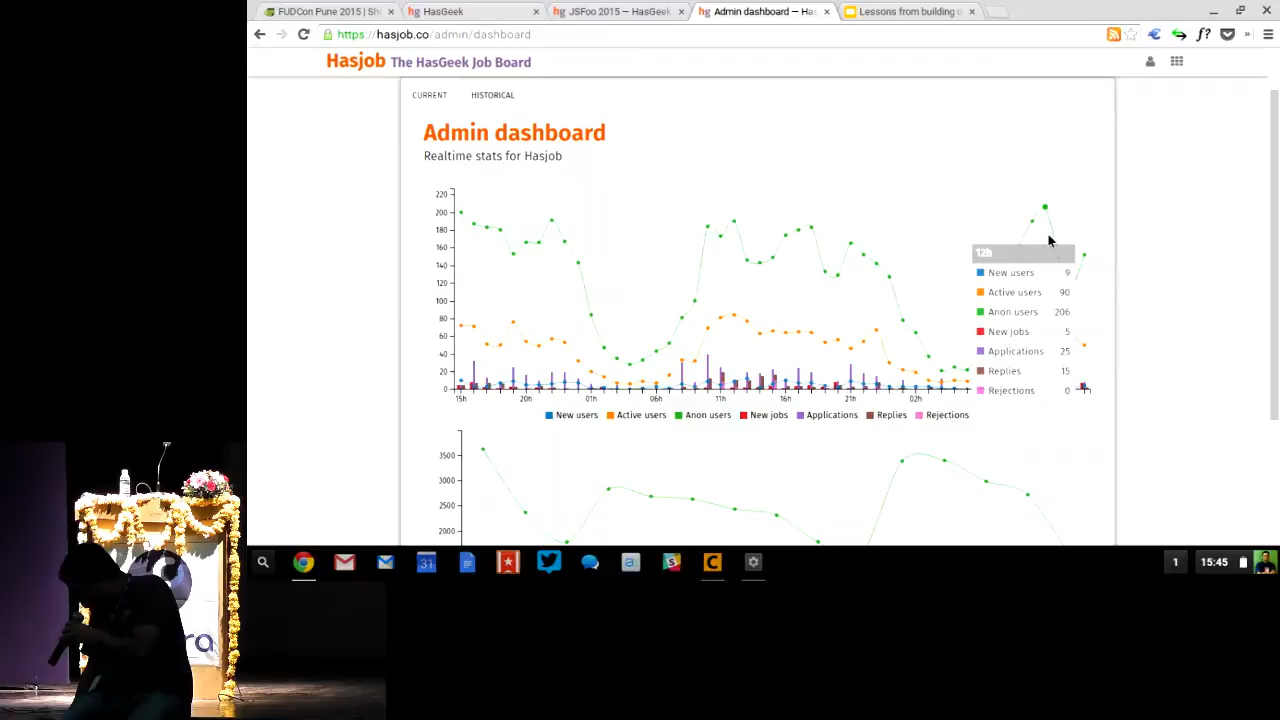 FUDCon Pune 2015 | Sh
HasGeek
JSFoo 2015 — HasGeek
Admin dashboard — Has
Lessons from building o
https://hasjob.co/admin/dashboard
f?
»
Hasjob The HasGeek Job Board
CURRENT HISTORICAL
Admin dashboard
Realtime stats for Hasjob
220
200
180
160
140
120
100
80
60
40
20
0
15h 20h 01h 06h 11h 16h 21h 02h
12h
New users 9
Active users 90
Anon users 206
New jobs 5
Applications 25
Replies 15
Rejections 0
New users Active users Anon users New jobs Applications Replies Rejections
3500
3000
2500
2000
31
a.
C
1
15:45
ra